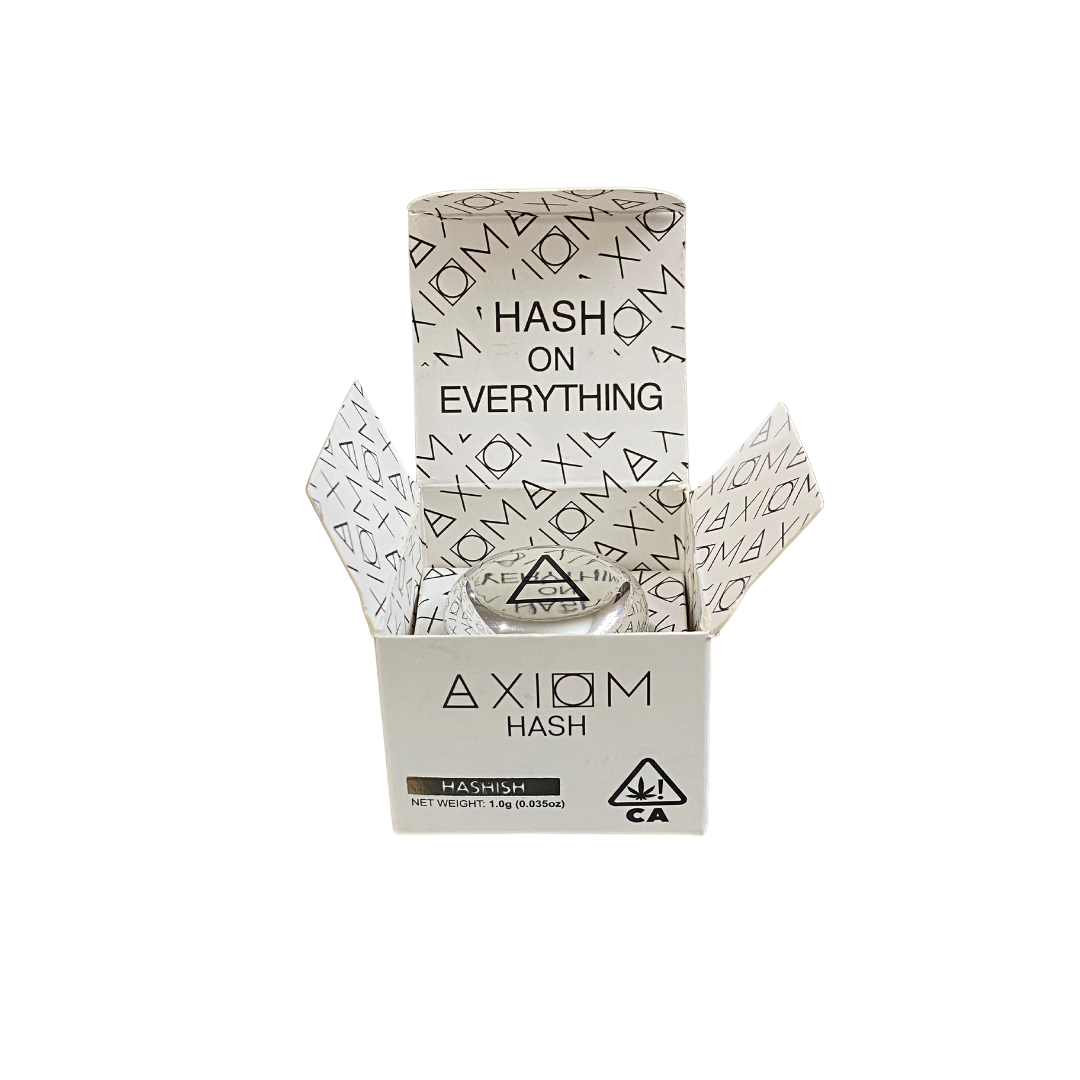 HASH
ON
EVERYTHING
AXIOM
HASH
HASHISH
NET WEIGHT: 1.0g (0.035oz)
!
CA